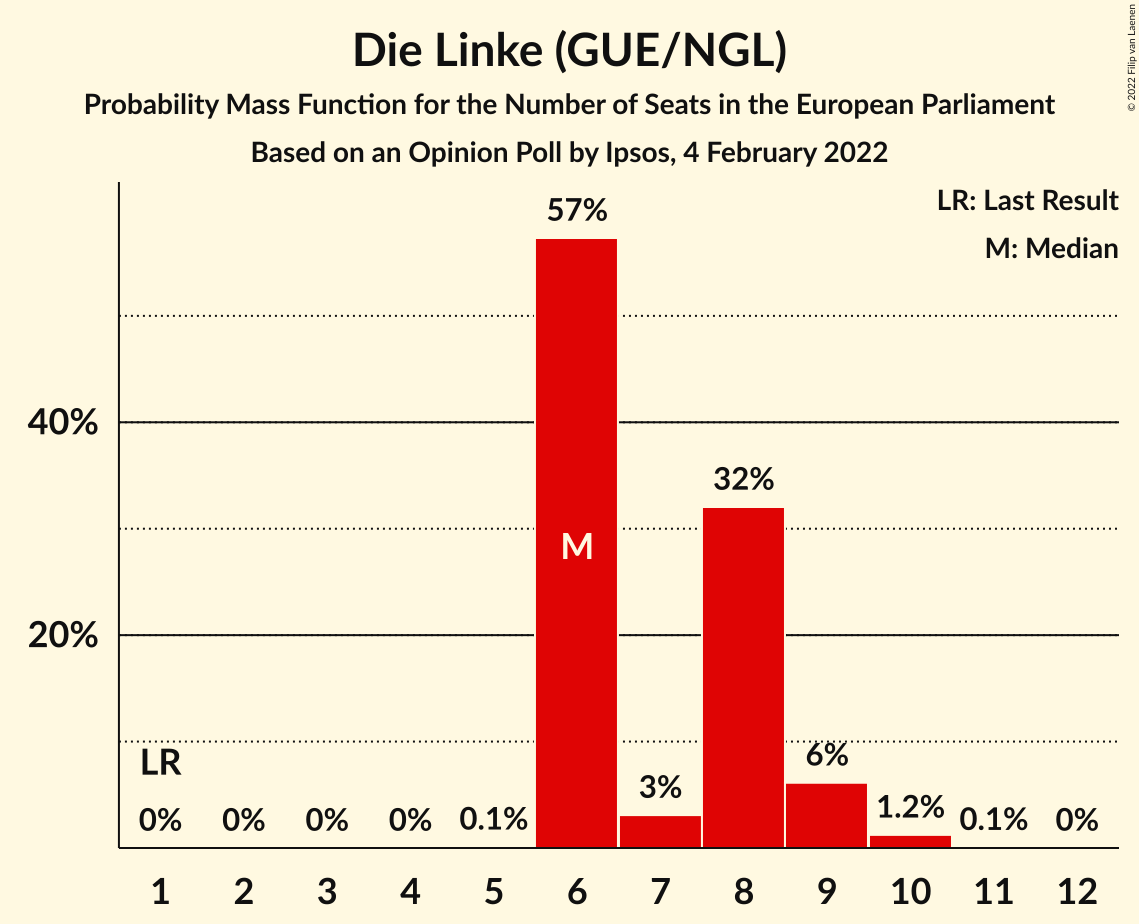 Die Linke (GUE/NGL)
Probability Mass Function for the Number of Seats in the European Parliament
Based on an Opinion Poll by Ipsos, 4 February 2022
© 2022 Filip van Laenen
LR: Last Result
M: Median
57%
40%
32%
M
20%
LR
6%
3%
0% 0% 0% 0% 0.1% 1.2% 0.1% 0%
1 2 3 4 5 6 7 8 9 10 11 12